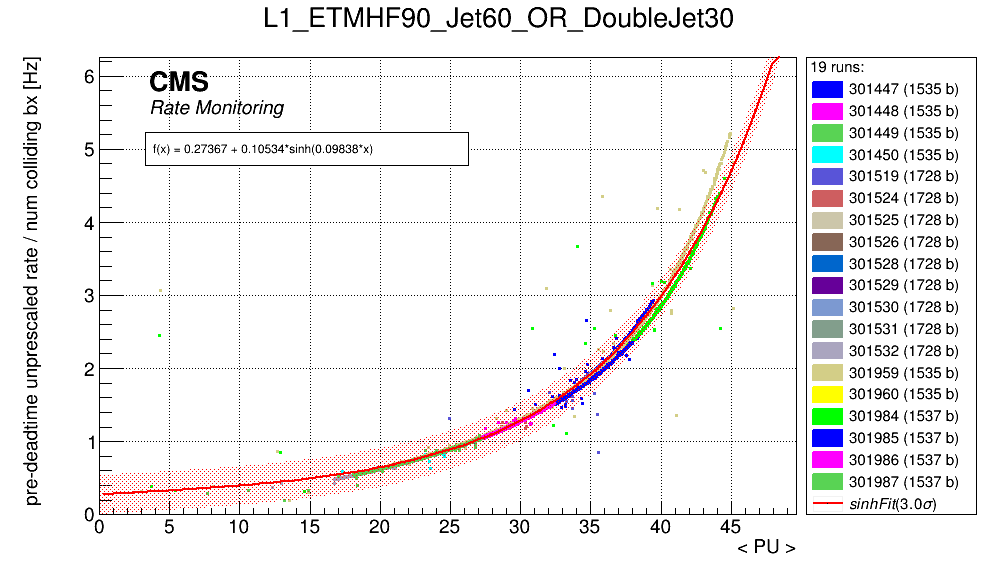 L1_ETMHF90_Jet60_OR_DoubleJet30
pre-deadtime unprescaled rate / num colliding bx [Hz]
CMS
Rate Monitoring
f(x) = 0.27367 + 0.10534*sinh(0.09838*x)
6
5
4
3
2
1
0
0 5 10 15 20 25 30 35 40 45
< PU >
19 runs:
301447 (1535 b)
301448 (1535 b)
301449 (1535 b)
301450 (1535 b)
301519 (1728 b)
301524 (1728 b)
301525 (1728 b)
301526 (1728 b)
301528 (1728 b)
301529 (1728 b)
301530 (1728 b)
301531 (1728 b)
301532 (1728 b)
301959 (1535 b)
301960 (1535 b)
301984 (1537 b)
301985 (1537 b)
301986 (1537 b)
301987 (1537 b)
sinhFit(3.0σ)